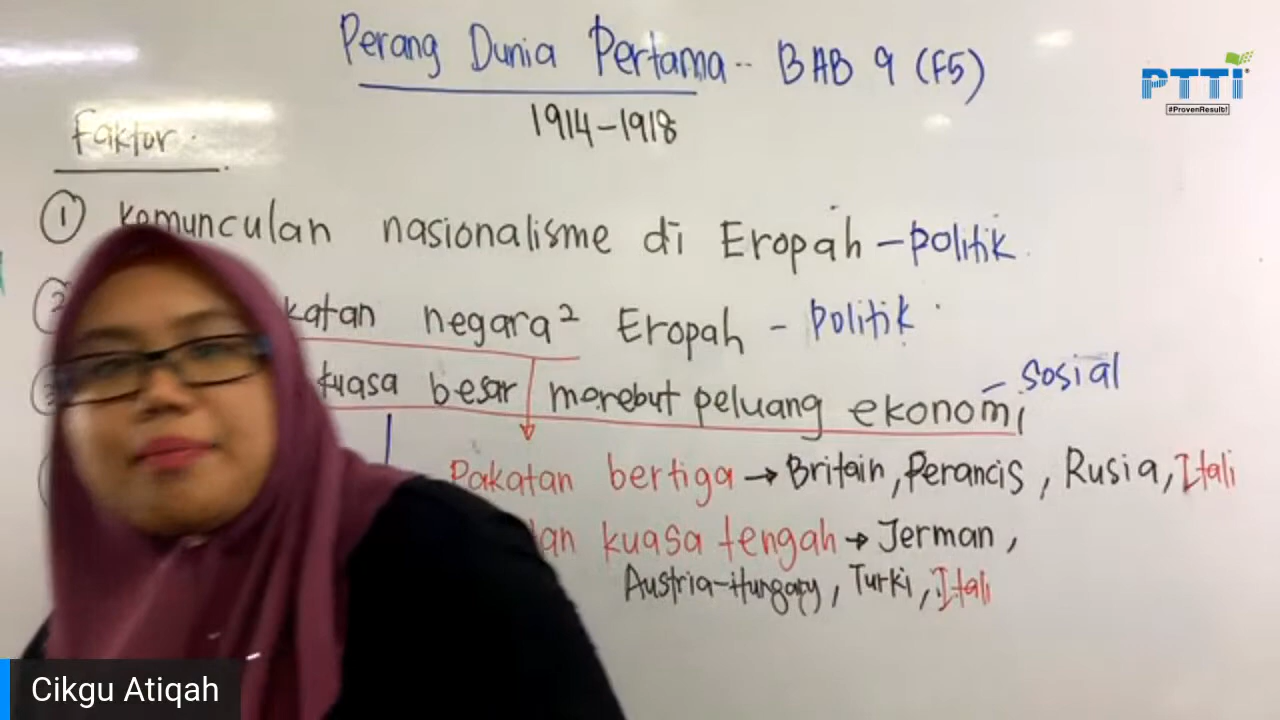 Perang Dunia Pertama -- BAB 9 (F5)
1914-1918
PTTI
#ProvenResult!
Faktor.
① Kemunculan nasionalisme di Eropah - politik
katan negara² Eropah - politik
kuasa besar merebut peluang ekonomi - sosial
Pakatan bertiga → Britain, Perancis, Rusia, Itali
kuasa tengah → Jerman,
Austria-Hungary, Turki, Itali
Cikgu Atiqah